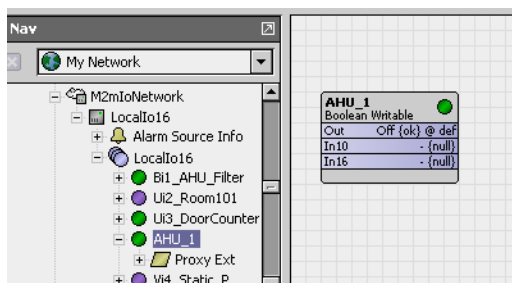 Nav
My Network
M2mIoNetwork
LocalIo16
Alarm Source Info
LocalIo16
Bi1_AHU_Filter
Ui2_Room101
Ui3_DoorCounter
AHU_1
Proxy Ext
Vi4_Static_P
AHU_1
Boolean Writable
Out Off {ok} @ def
In10 - {null}
In16 - {null}